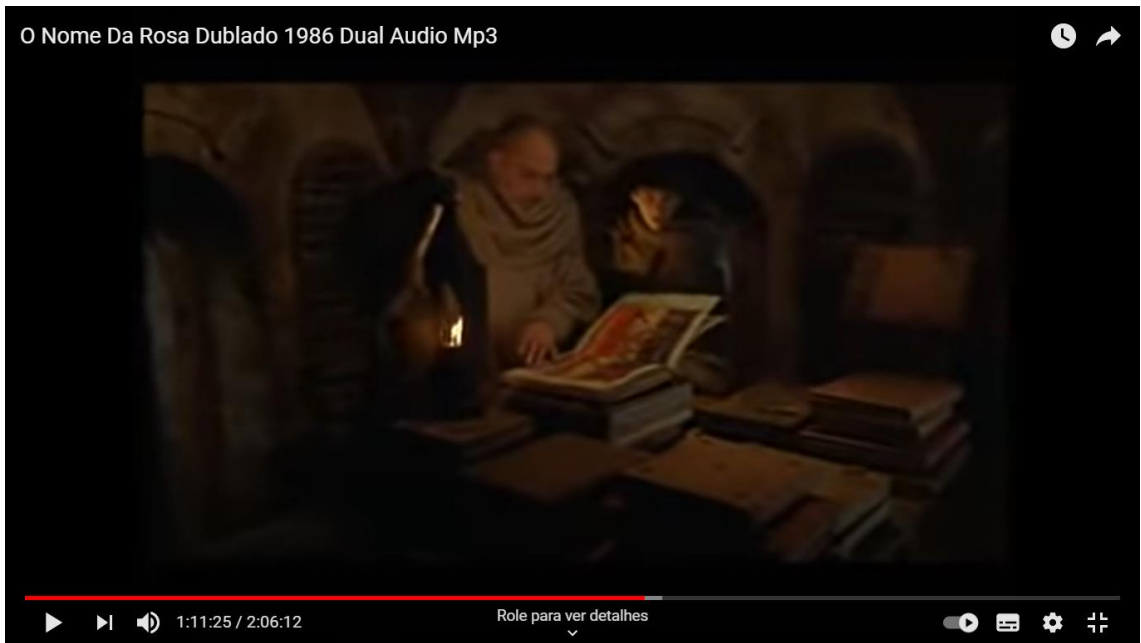 O Nome Da Rosa Dublado 1986 Dual Audio Mp3
1:11:25 / 2:06:12
Role para ver detalhes